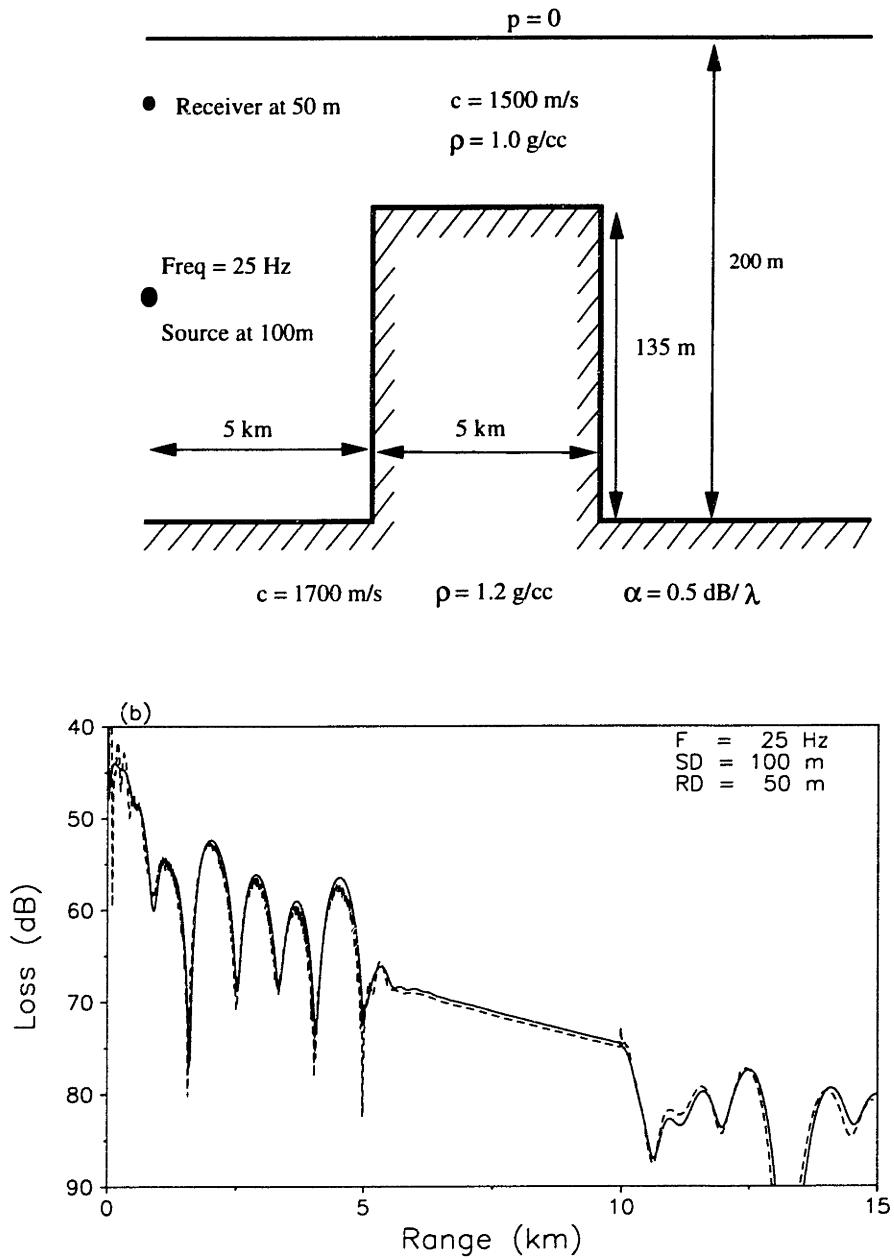 p = 0
Receiver at 50 m
c = 1500 m/s
ρ = 1.0 g/cc
Freq = 25 Hz
200 m
Source at 100m
135 m
5 km
5 km
c = 1700 m/s ρ = 1.2 g/cc α = 0.5 dB/ λ
(b)
F = 25 Hz
SD = 100 m
RD = 50 m
40
50
60
70
80
90
Loss (dB)
0 5 10 15
Range (km)